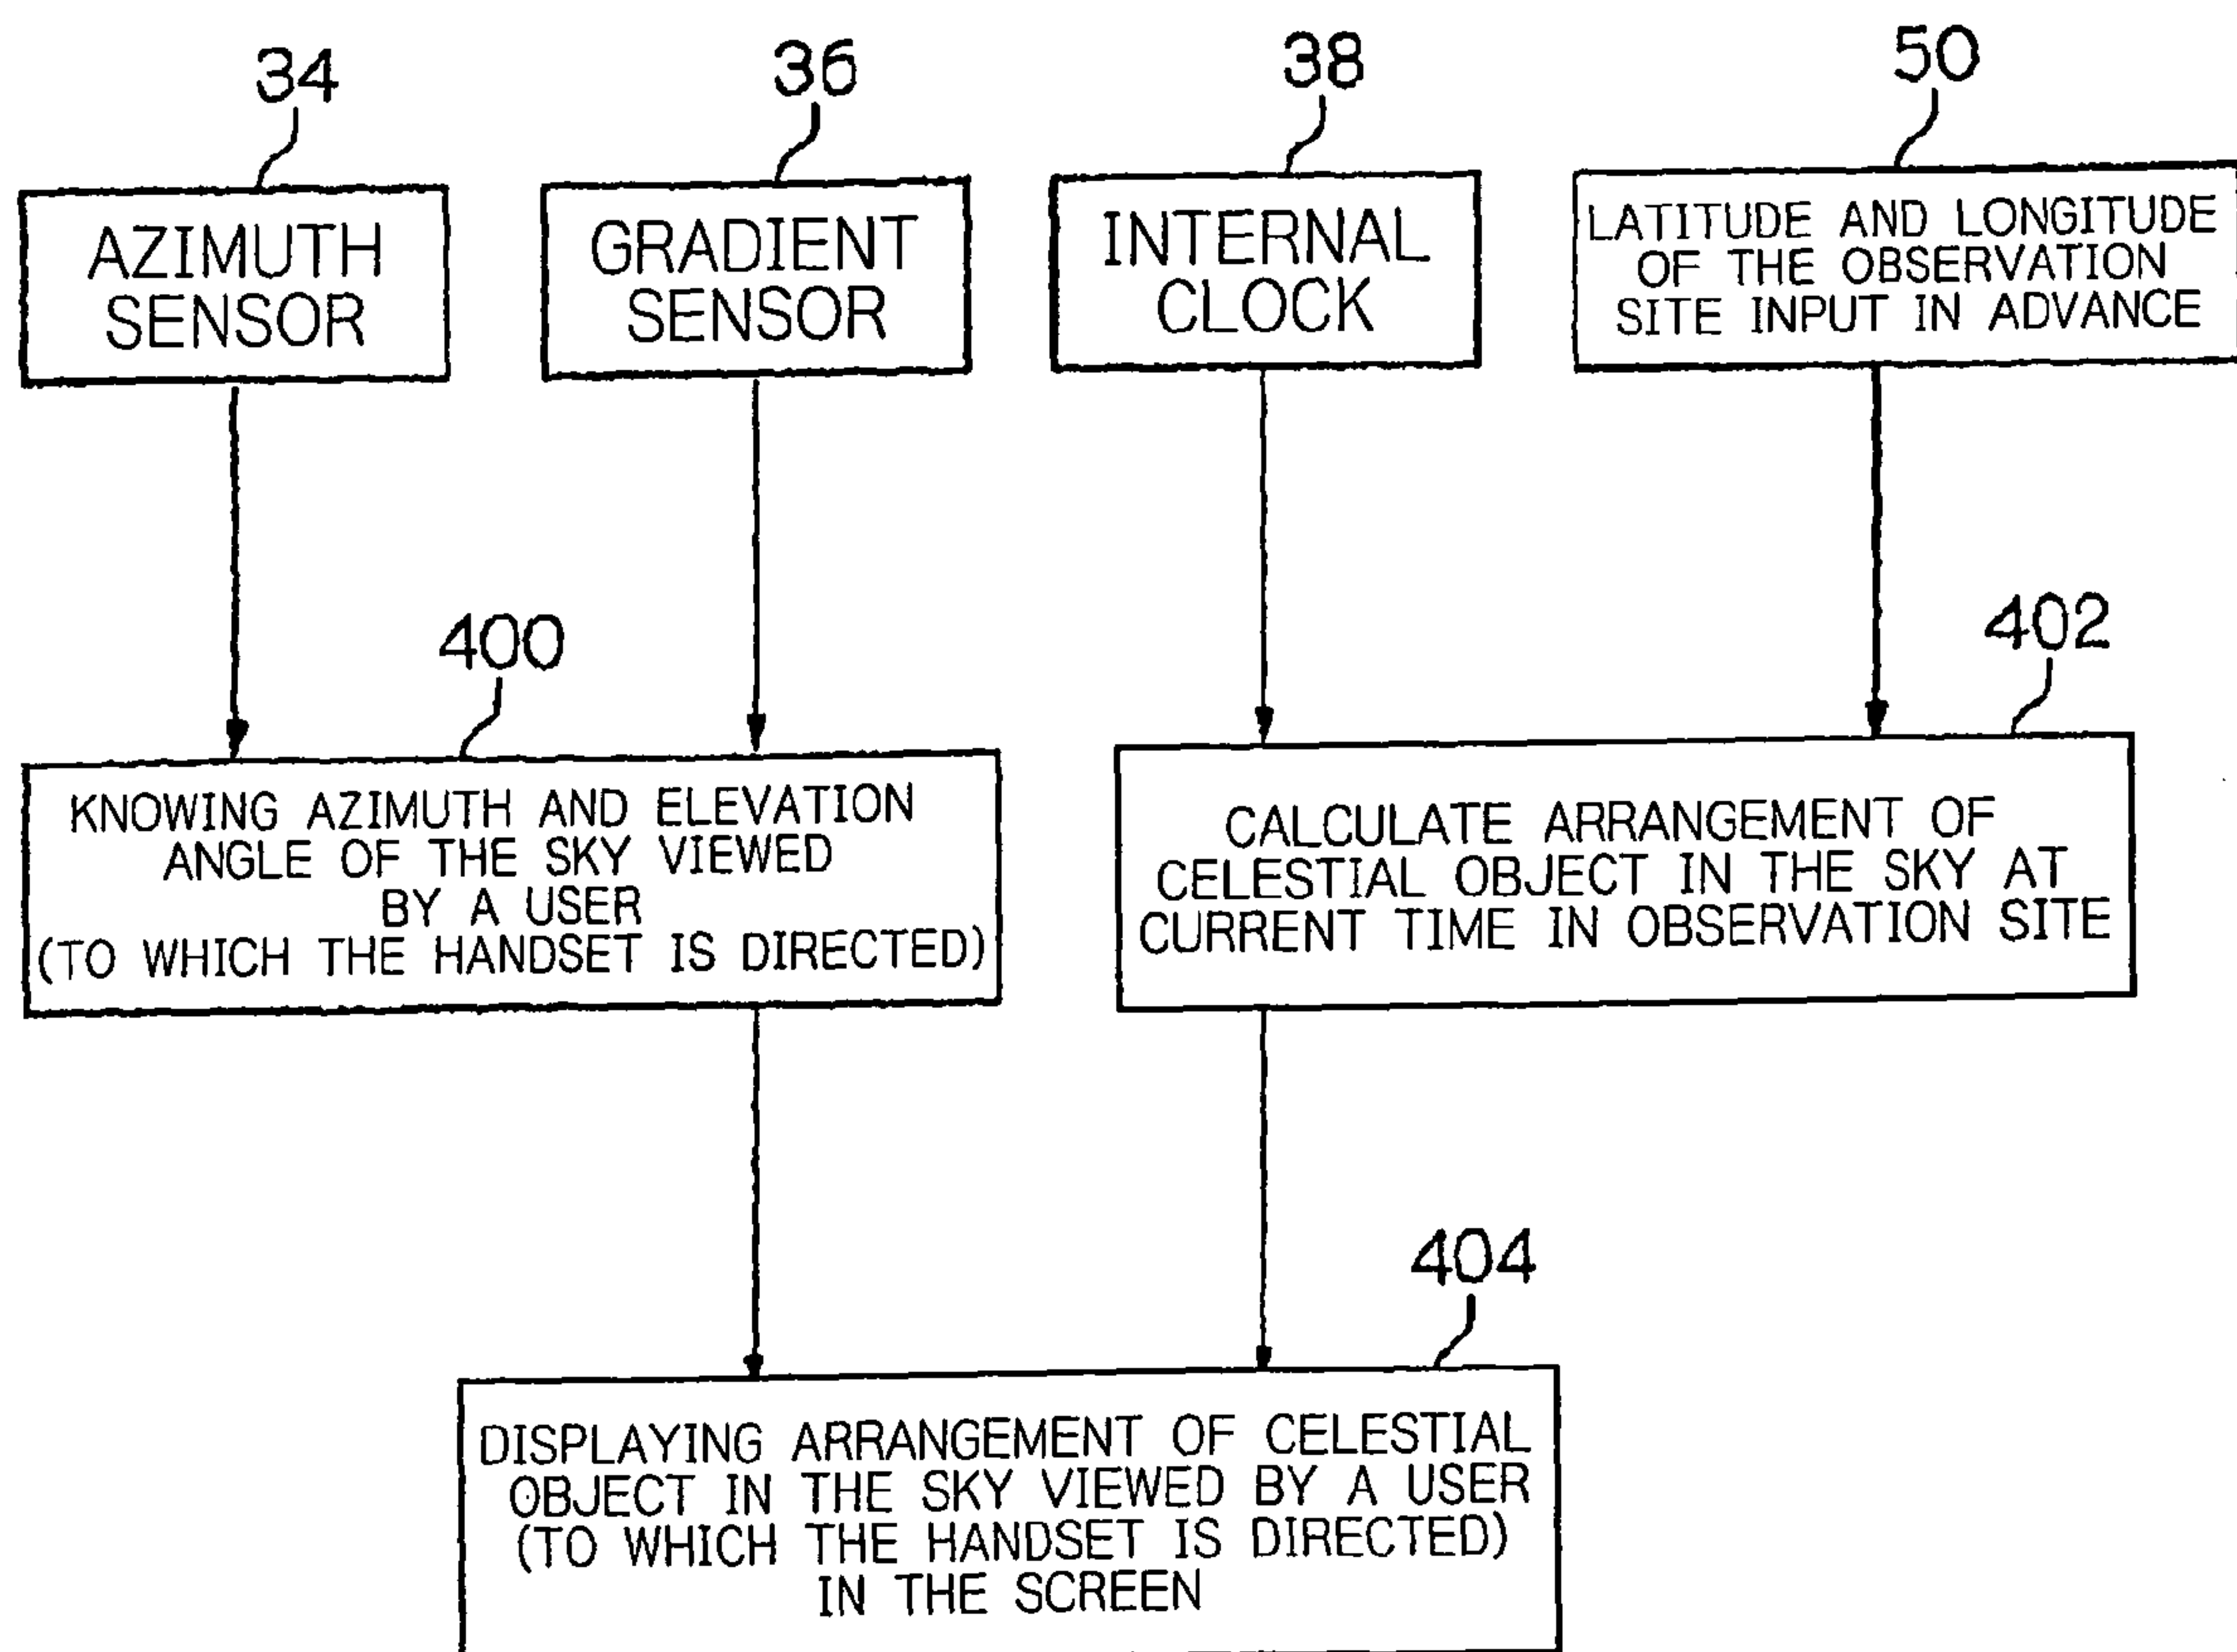 34
36
38
50
AZIMUTH
SENSOR
GRADIENT
SENSOR
INTERNAL
CLOCK
LATITUDE AND LONGITUDE
OF THE OBSERVATION
SITE INPUT IN ADVANCE
400
402
KNOWING AZIMUTH AND ELEVATION
ANGLE OF THE SKY VIEWED
BY A USER
(TO WHICH THE HANDSET IS DIRECTED)
CALCULATE ARRANGEMENT OF
CELESTIAL OBJECT IN THE SKY AT
CURRENT TIME IN OBSERVATION SITE
404
DISPLAYING ARRANGEMENT OF CELESTIAL
OBJECT IN THE SKY VIEWED BY A USER
(TO WHICH THE HANDSET IS DIRECTED)
IN THE SCREEN